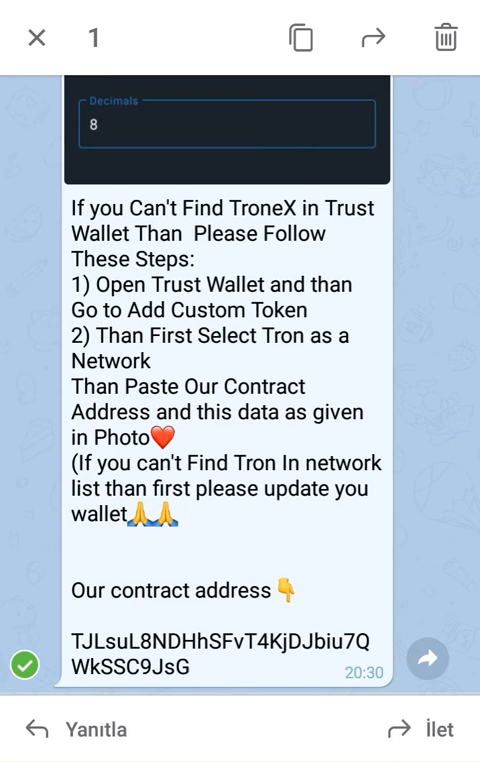 1
Decimals
8
If you Can't Find TroneX in Trust
Wallet Than  Please Follow
These Steps:
1) Open Trust Wallet and than
Go to Add Custom Token
2) Than First Select Tron as a
Network
Than Paste Our Contract
Address and this data as given
in Photo❤️
(If you can't Find Tron In network
list than first please update you
wallet🙏🙏
Our contract address 👇
TJLsuL8NDHhSFvT4KjDJbiu7Q
WkSSC9JsG
20:30
Yanıtla
İlet